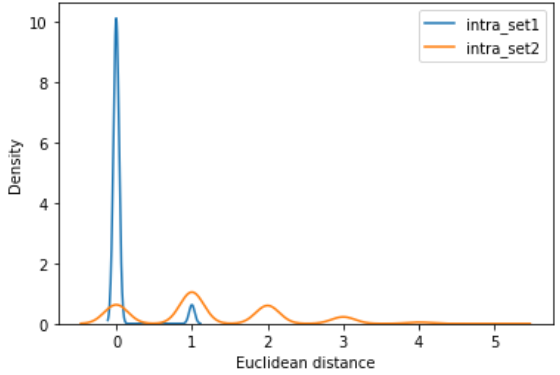 intra_set1
intra_set2
10
8
6
4
2
0
Density
0 1 2 3 4 5
Euclidean distance